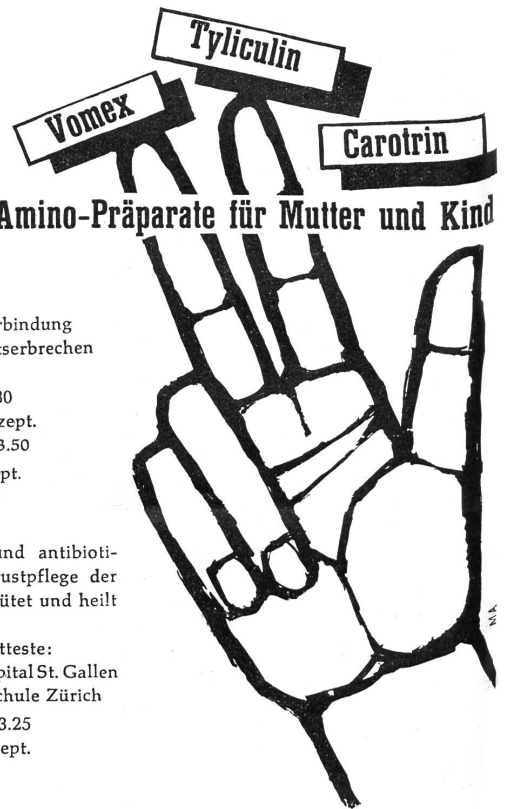 Tyliculin
Vomex
Carotrin
Amino-Präparate für Mutter und Kind
rbindung
serbrechen
30
zept.
3.50
pt.
und antibioti-
ustpflege der
ütet und heilt
tteste:
pital St. Gallen
chule Zürich
3.25
ept.
MA